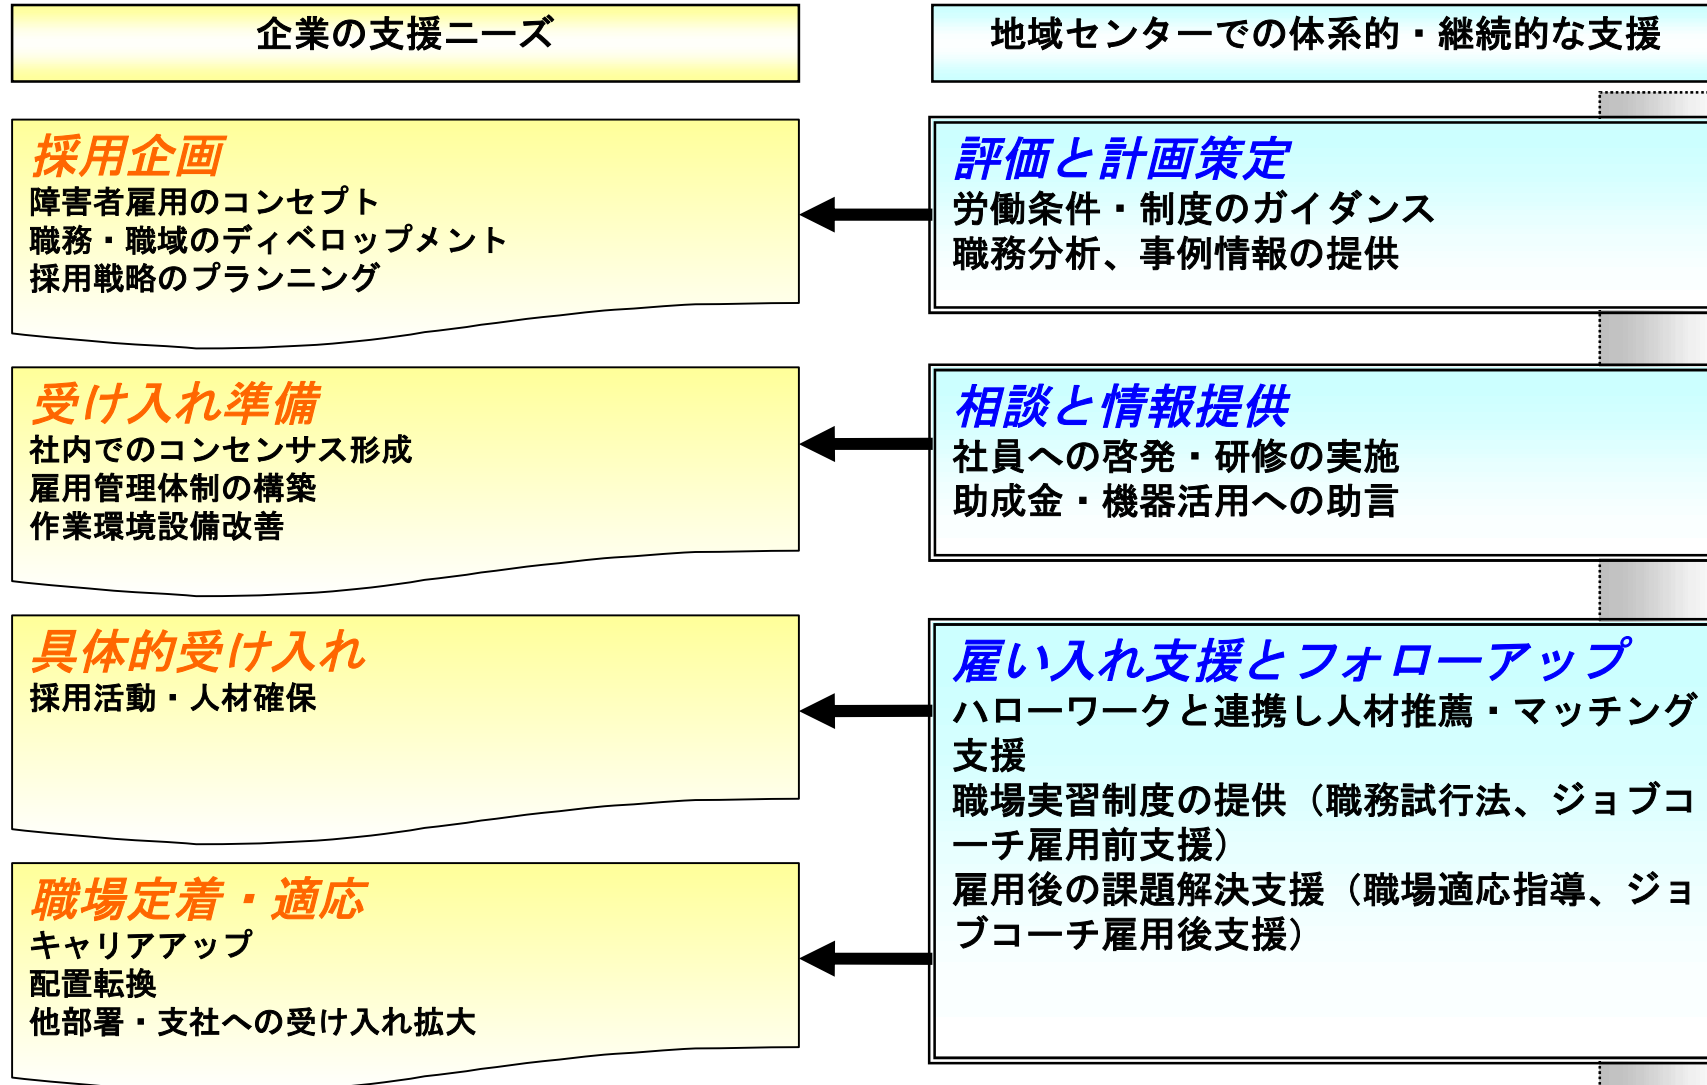 企業の支援ニーズ
地域センターでの体系的・継続的な支援
採用企画
障害者雇用のコンセプト
職務・職域のディベロップメント
採用戦略のプランニング
評価と計画策定
労働条件・制度のガイダンス
職務分析、事例情報の提供
受け入れ準備
社内でのコンセンサス形成
雇用管理体制の構築
作業環境設備改善
相談と情報提供
社員への啓発・研修の実施
助成金・機器活用への助言
具体的受け入れ
採用活動・人材確保
職場定着・適応
キャリアアップ
配置転換
他部署・支社への受け入れ拡大
雇い入れ支援とフォローアップ
ハローワークと連携し人材推薦・マッチング
支援
職場実習制度の提供（職務試行法、ジョブコ
ーチ雇用前支援）
雇用後の課題解決支援（職場適応指導、ジョ
ブコーチ雇用後支援）